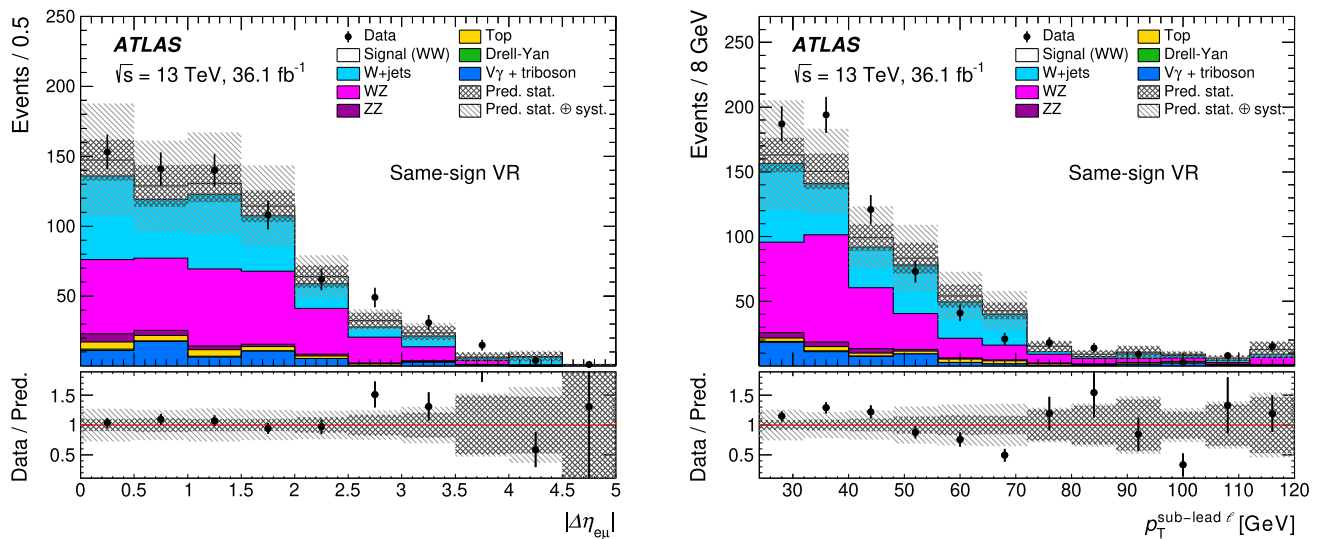 Events / 0.5
250
200
150
100
50
ATLAS
√s = 13 TeV, 36.1 fb⁻¹
Data
Signal (WW)
W+jets
WZ
ZZ
Top
Drell-Yan
Vγ + triboson
Pred. stat.
Pred. stat. ⊕ syst.
Same-sign VR
Data / Pred.
1.5
1
0.5
0 0.5 1 1.5 2 2.5 3 3.5 4 4.5 5
|Δη_eμ|
Events / 8 GeV
250
200
150
100
50
ATLAS
√s = 13 TeV, 36.1 fb⁻¹
Data
Signal (WW)
W+jets
WZ
ZZ
Top
Drell-Yan
Vγ + triboson
Pred. stat.
Pred. stat. ⊕ syst.
Same-sign VR
Data / Pred.
1.5
1
0.5
30 40 50 60 70 80 90 100 110 120
p_T^sub−lead ℓ [GeV]